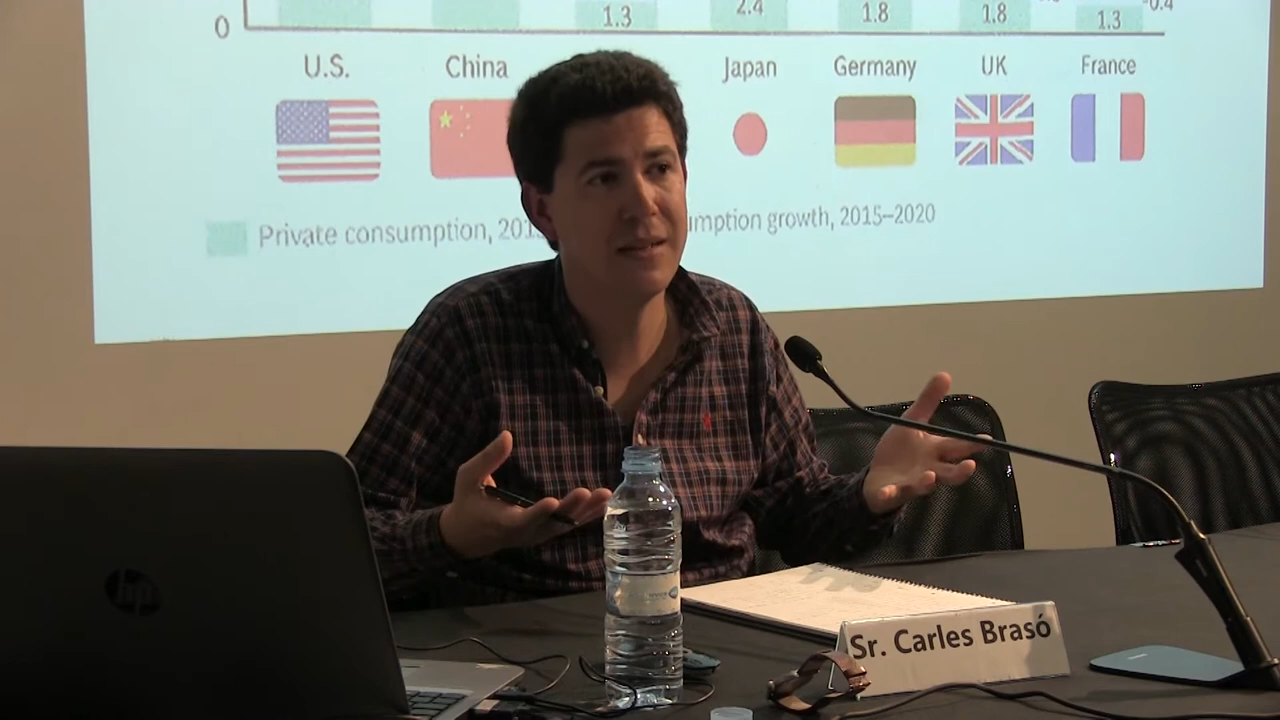 0 1.3 2.4 1.8 1.8 1.3 -0.4
U.S. China Japan Germany UK France
Private consumption, 201 umption growth, 2015–2020
hp
Sr. Carles Brasó